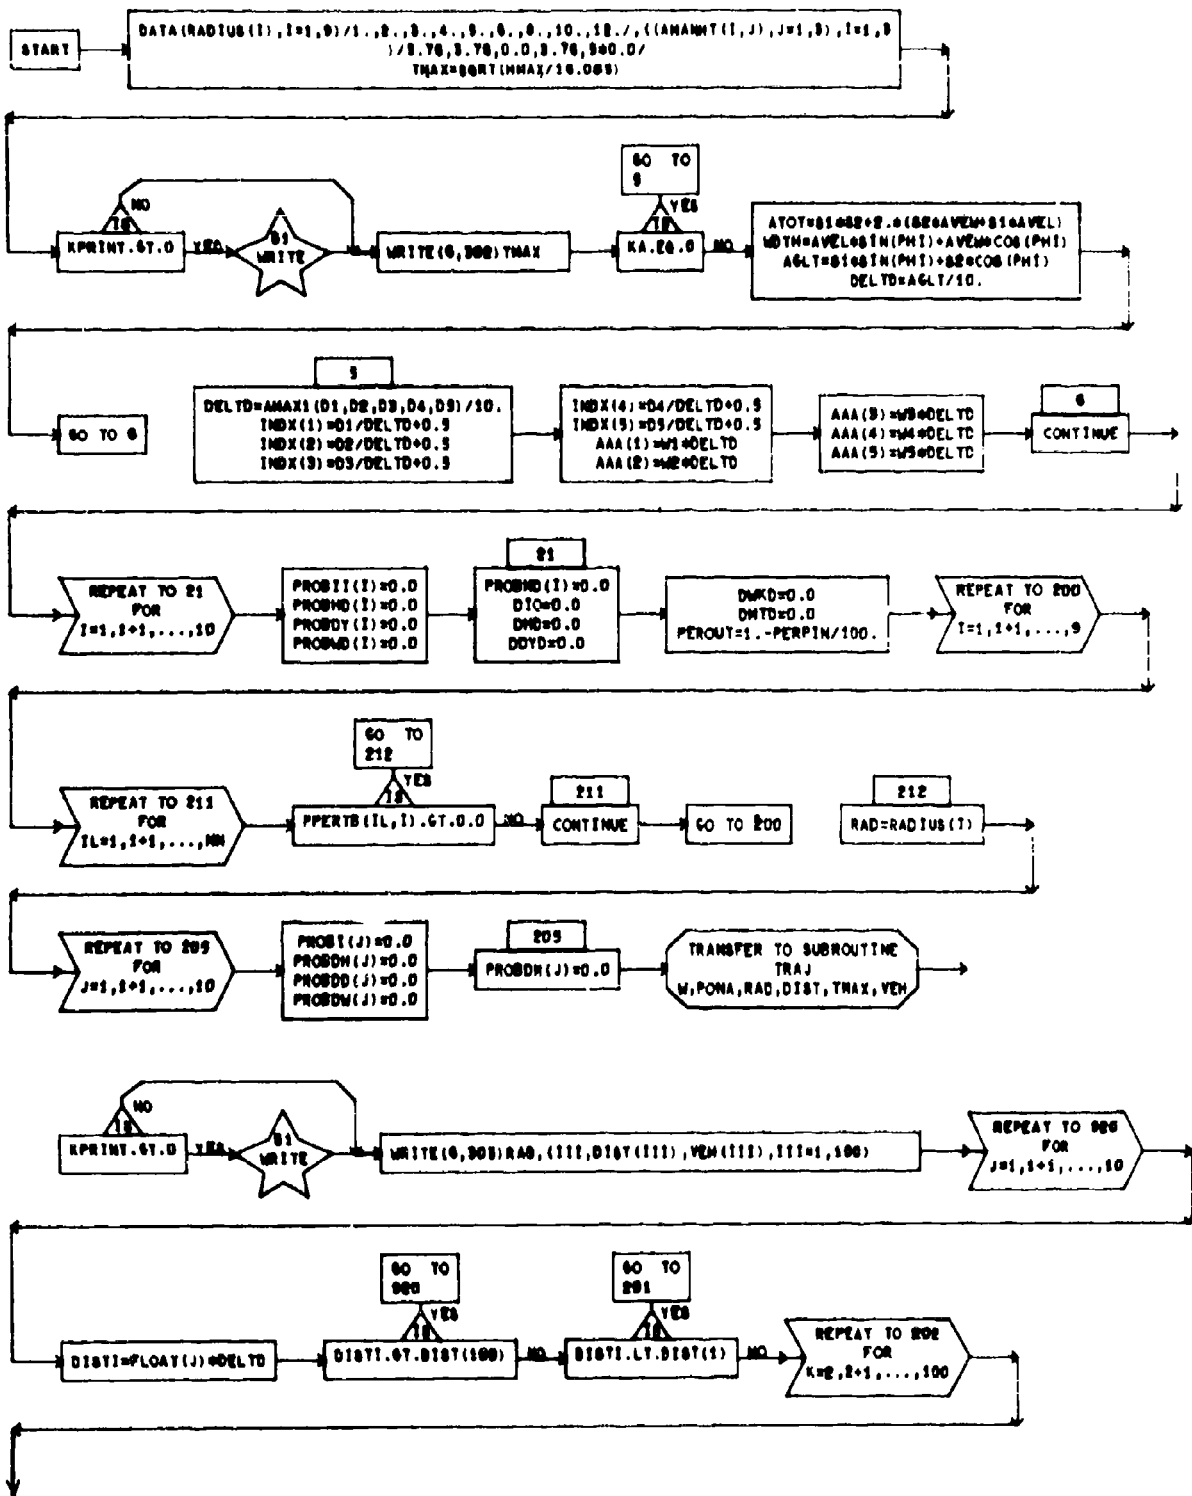 START
DATA(RADIUS(I),I=1,9)/1.,2.,3.,4.,5.,6.,8.,10.,12./,((AMANHT(I,J),J=1,3),I=1,3
)/5.76,3.76,0.0,3.76,5*0.0/
TMAX=SQRT(HMAX/16.085)
NO
IS
KPRINT.GT.0
YES
S1
WRITE
WRITE(6,302)TMAX
GO TO
5
YES
IS
KA.EQ.0
NO
ATOT=S1*S2+2.*(S2*AVEW+S1*AVEL)
WDTH=AVEL*SIN(PHI)+AVEW*COS(PHI)
AGLT=S1*SIN(PHI)+S2*COS(PHI)
DELTD=AGLT/10.
GO TO 6
5
DELTD=AMAX1(D1,D2,D3,D4,D5)/10.
INDX(1)=D1/DELTD+0.5
INDX(2)=D2/DELTD+0.5
INDX(3)=D3/DELTD+0.5
INDX(4)=D4/DELTD+0.5
INDX(5)=D5/DELTD+0.5
AAA(1)=W1*DELTD
AAA(2)=W2*DELTD
AAA(3)=W3*DELTD
AAA(4)=W4*DELTD
AAA(5)=W5*DELTD
6
CONTINUE
REPEAT TO 21
FOR
I=1,1+1,...,10
PROBII(I)=0.0
PROBHD(I)=0.0
PROBDY(I)=0.0
PROBWD(I)=0.0
21
PROBMD(I)=0.0
DIO=0.0
DHD=0.0
DDYD=0.0
DWKD=0.0
DMTD=0.0
PEROUT=1.-PERPIN/100.
REPEAT TO 200
FOR
I=1,1+1,...,9
REPEAT TO 211
FOR
IL=1,1+1,...,NN
GO TO
212
YES
IS
PPERTB(IL,I).GT.0.0
NO
211
CONTINUE
GO TO 200
212
RAD=RADIUS(I)
REPEAT TO 205
FOR
J=1,1+1,...,10
PROBI(J)=0.0
PROBDH(J)=0.0
PROBDD(J)=0.0
PROBDW(J)=0.0
205
PROBDM(J)=0.0
TRANSFER TO SUBROUTINE
TRAJ
W,PONA,RAD,DIST,TMAX,VEH
NO
IS
KPRINT.GT.0
YES
S1
WRITE
WRITE(6,303)RAD,(III,DIST(III),VEH(III),III=1,100)
REPEAT TO
FOR
J=1,1+1,...,10
DISTI=FLOAT(J)*DELTD
GO TO
YES
IS
DISTI.GT.DIST(100)
NO
GO TO
201
YES
IS
DISTI.LT.DIST(1)
NO
REPEAT TO 202
FOR
K=2,2+1,...,100